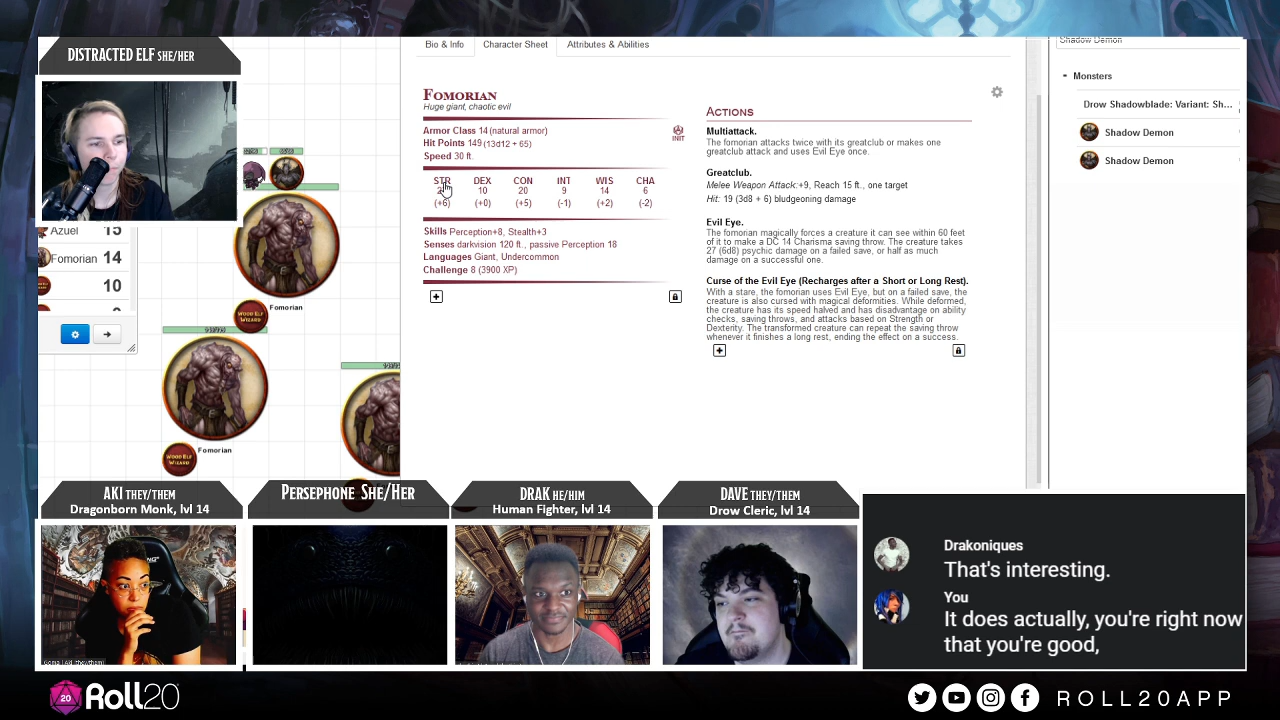 DISTRACTED ELF SHE/HER
Azuel 15
Fomorian 14
10
Fomorian
WOOD ELF
WIZARD
Fomorian
WOOD ELF
WIZARD
Bio & Info
Character Sheet
Attributes & Abilities
FOMORIAN
Huge giant, chaotic evil
Armor Class 14 (natural armor)
Hit Points 149 (13d12 + 65)
Speed 30 ft.
INIT
STR DEX CON INT WIS CHA
10 20 9 14 6
(+6) (+0) (+5) (-1) (+2) (-2)
Skills Perception+8, Stealth+3
Senses darkvision 120 ft., passive Perception 18
Languages Giant, Undercommon
Challenge 8 (3900 XP)
ACTIONS
Multiattack.
The fomorian attacks twice with its greatclub or makes one
greatclub attack and uses Evil Eye once.
Greatclub.
Melee Weapon Attack:+9, Reach 15 ft., one target
Hit: 19 (3d8 + 6) bludgeoning damage
Evil Eye.
The fomorian magically forces a creature it can see within 60 feet
of it to make a DC 14 Charisma saving throw. The creature takes
27 (6d8) psychic damage on a failed save, or half as much
damage on a successful one.
Curse of the Evil Eye (Recharges after a Short or Long Rest).
With a stare, the fomorian uses Evil Eye, but on a failed save, the
creature is also cursed with magical deformities. While deformed,
the creature has its speed halved and has disadvantage on ability
checks, saving throws, and attacks based on Strength or
Dexterity. The transformed creature can repeat the saving throw
whenever it finishes a long rest, ending the effect on a success.
Shadow Demon
Monsters
Drow Shadowblade: Variant: Sh...
Shadow Demon
Shadow Demon
AKI THEY/THEM
Dragonborn Monk, lvl 14
PERSEPHONE SHE/HER
DRAK HE/HIM
Human Fighter, lvl 14
DAVE THEY/THEM
Drow Cleric, lvl 14
Drakoniques
That's interesting.
You
It does actually, you're right now
that you're good,
20
Roll20
ROLL20APP